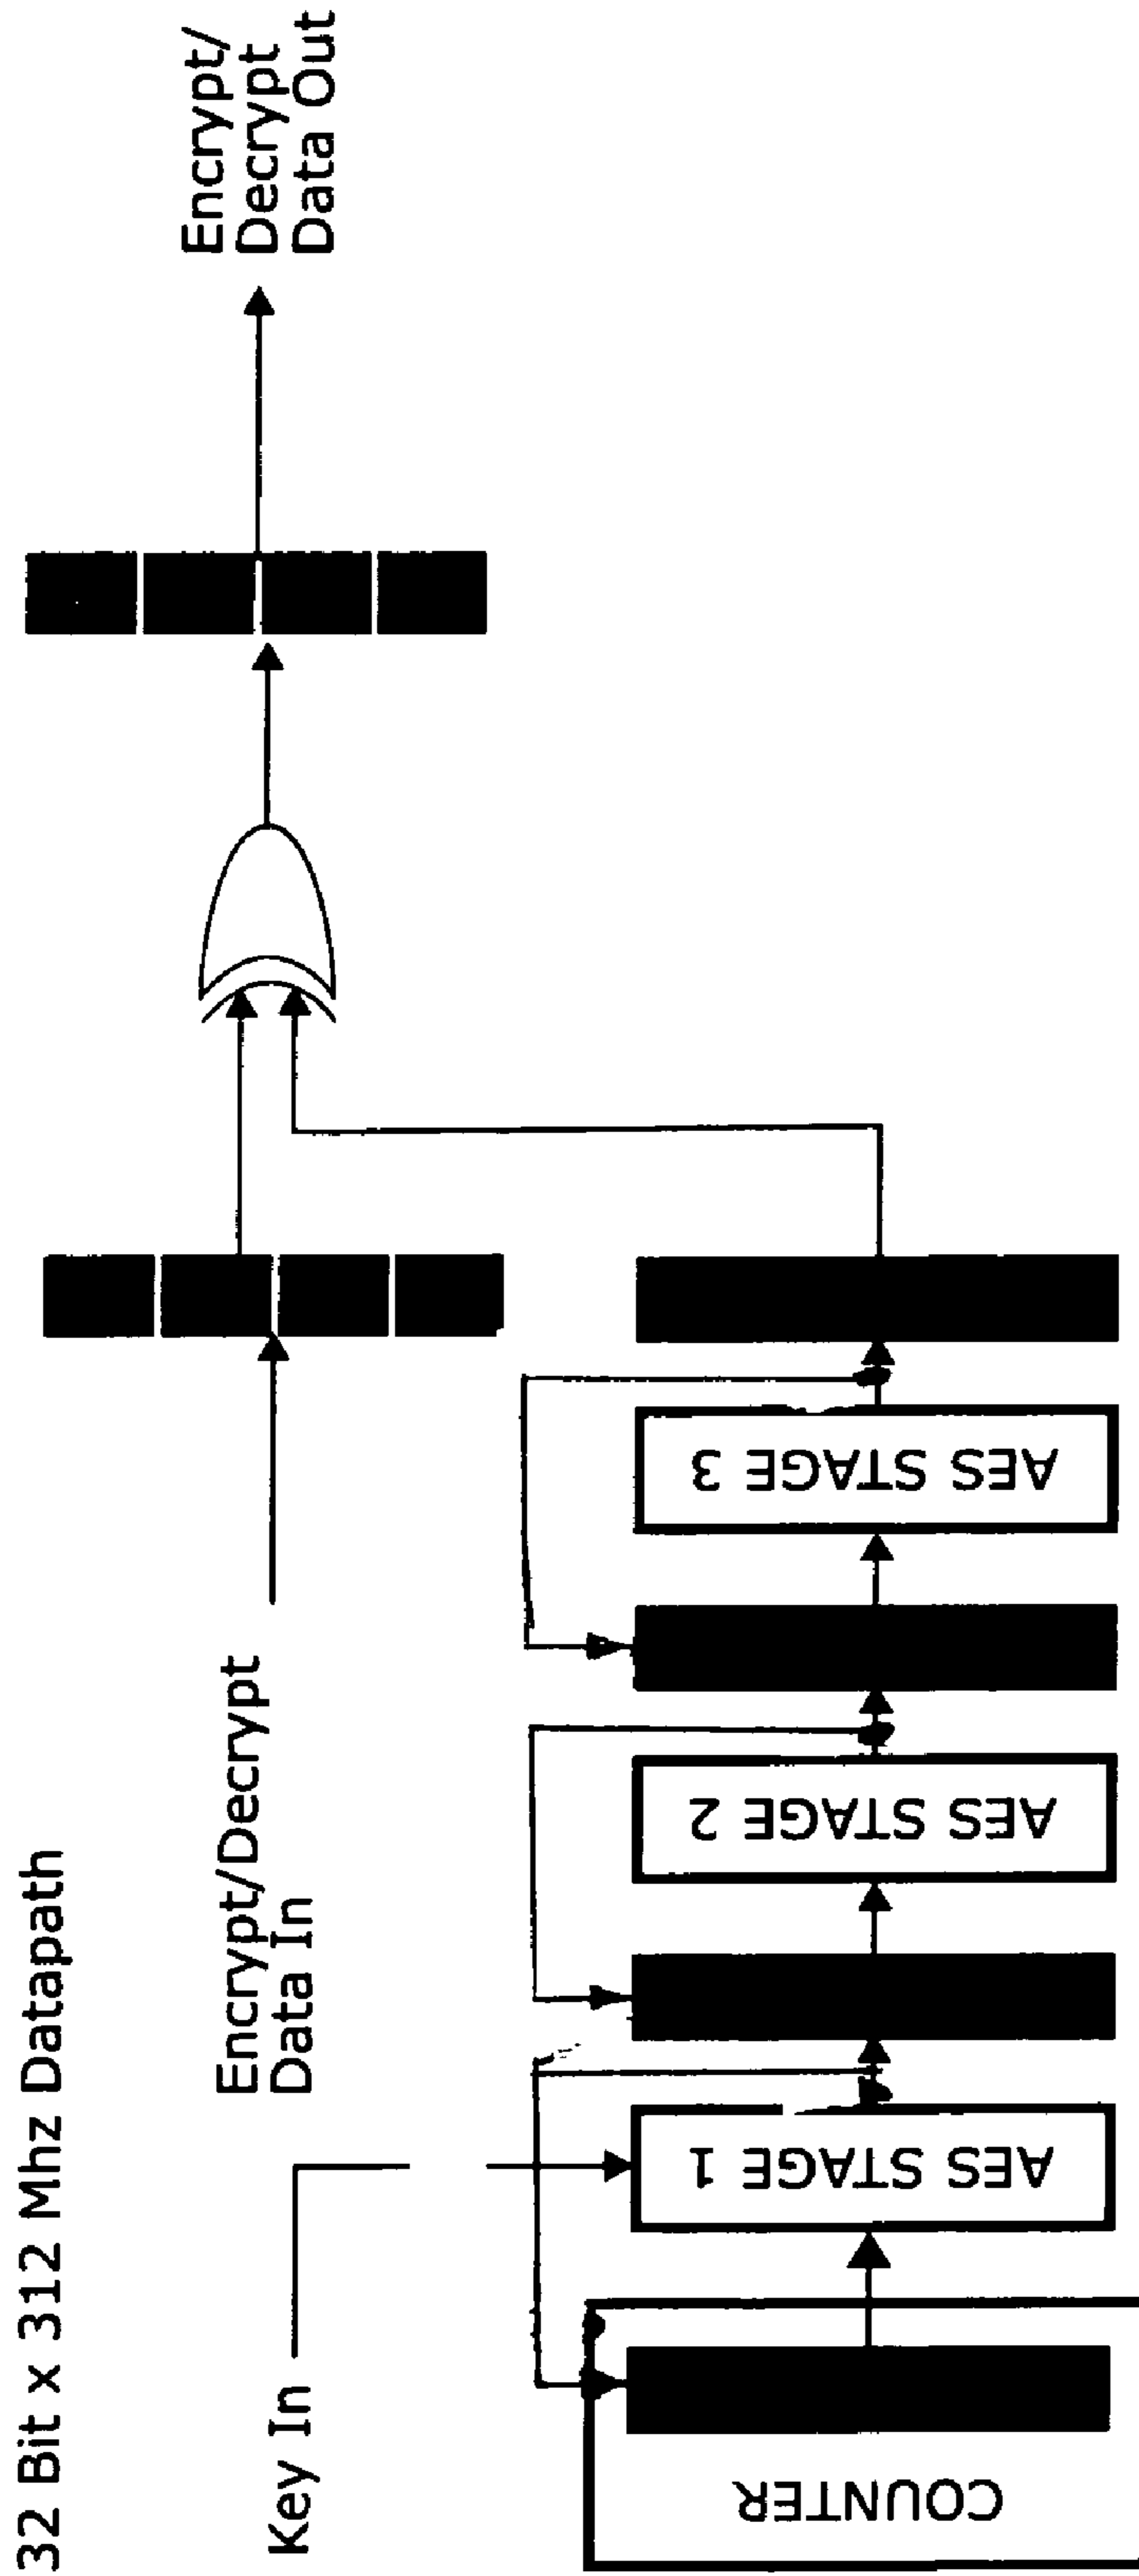 32 Bit x 312 Mhz Datapath
Key In
Encrypt/Decrypt
Data In
Encrypt/
Decrypt
Data Out
COUNTER
AES STAGE 1
AES STAGE 2
AES STAGE 3